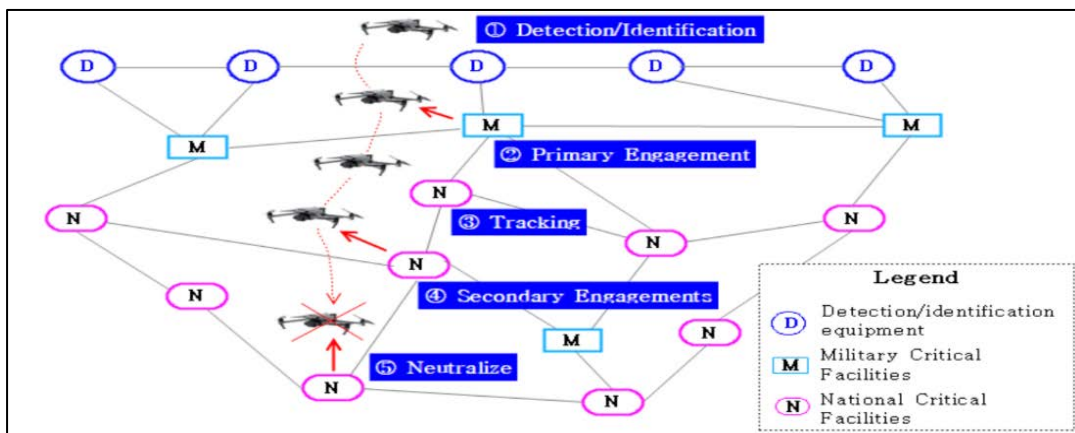 ① Detection/Identification
D
D
D
D
D
M
M
M
② Primary Engagement
N
N
③ Tracking
N
N
N
④ Secondary Engagements
N
N
M
⑤ Neutralize
N
N
Legend
D Detection/identification
equipment
M Military Critical
Facilities
N National Critical
Facilities